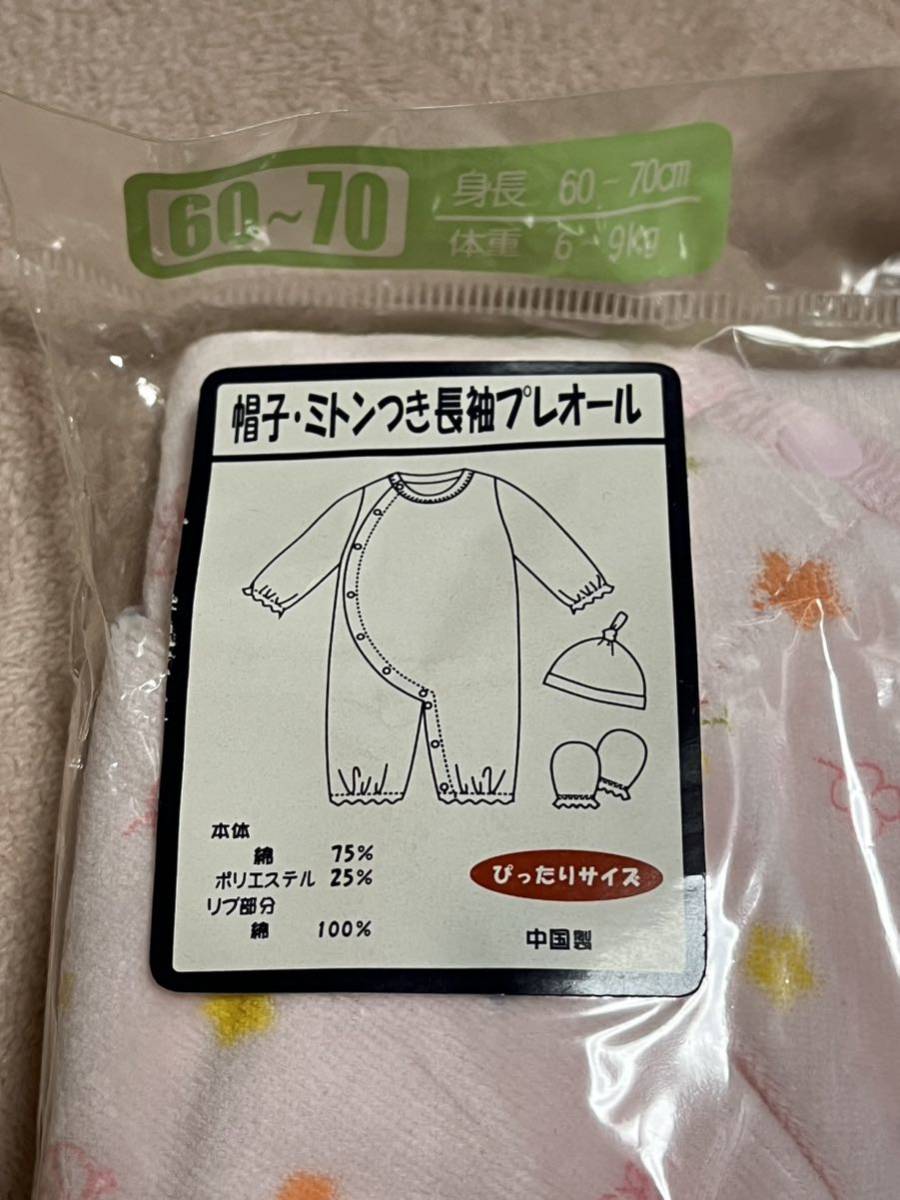 60~70
身長 60-70cm
体重 6-9kg
帽子・ミトンつき長袖プレオール
本体
綿 75%
ポリエステル 25%
リブ部分
綿 100%
ぴったりサイズ
中国製